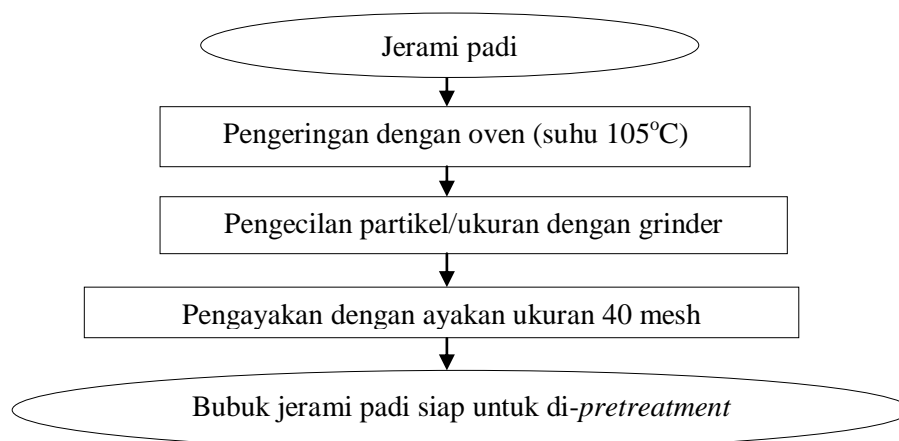 Jerami padi
Pengeringan dengan oven (suhu 105°C)
Pengecilan partikel/ukuran dengan grinder
Pengayakan dengan ayakan ukuran 40 mesh
Bubuk jerami padi siap untuk di-pretreatment